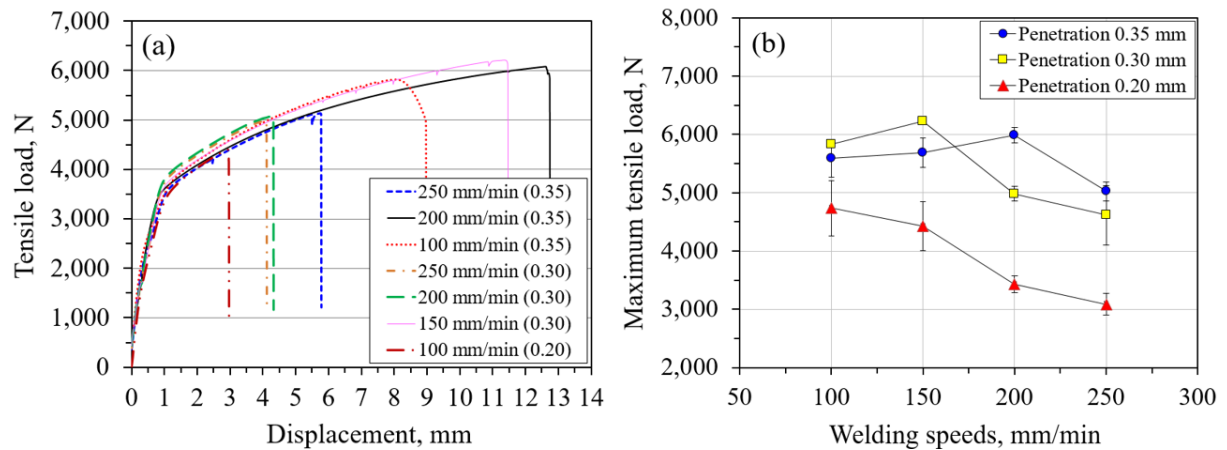 (a)
Tensile load, N
7,000
6,000
5,000
4,000
3,000
2,000
1,000
0
250 mm/min (0.35)
200 mm/min (0.35)
100 mm/min (0.35)
250 mm/min (0.30)
200 mm/min (0.30)
150 mm/min (0.30)
100 mm/min (0.20)
0 1 2 3 4 5 6 7 8 9 10 11 12 13 14
Displacement, mm
(b)
Maximum tensile load, N
8,000
7,000
6,000
5,000
4,000
3,000
2,000
Penetration 0.35 mm
Penetration 0.30 mm
Penetration 0.20 mm
50 100 150 200 250 300
Welding speeds, mm/min